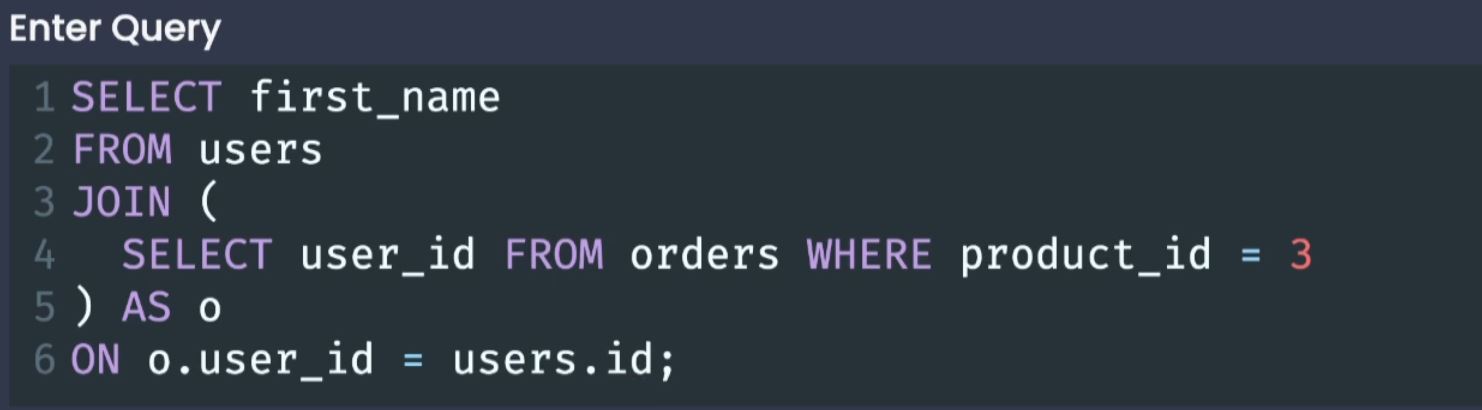 Enter Query
1 SELECT first_name
2 FROM users
3 JOIN (
4   SELECT user_id FROM orders WHERE product_id = 3
5 ) AS o
6 ON o.user_id = users.id;